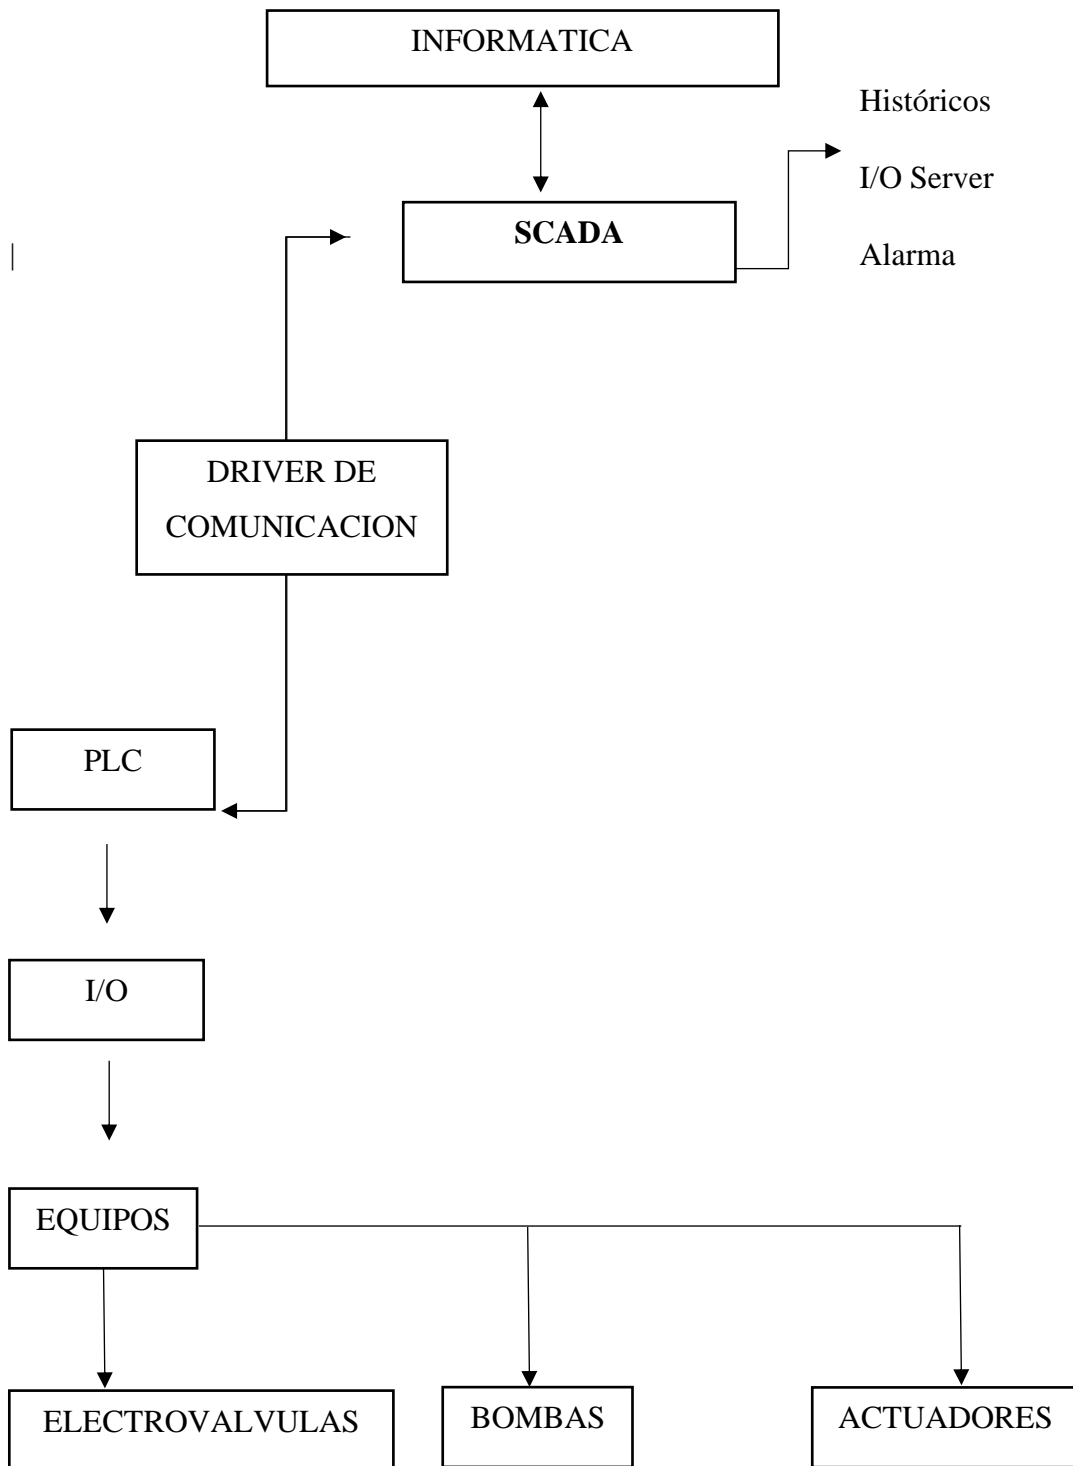 INFORMATICA
Históricos
I/O Server
Alarma
SCADA
DRIVER DE
COMUNICACION
PLC
I/O
EQUIPOS
ELECTROVALVULAS
BOMBAS
ACTUADORES